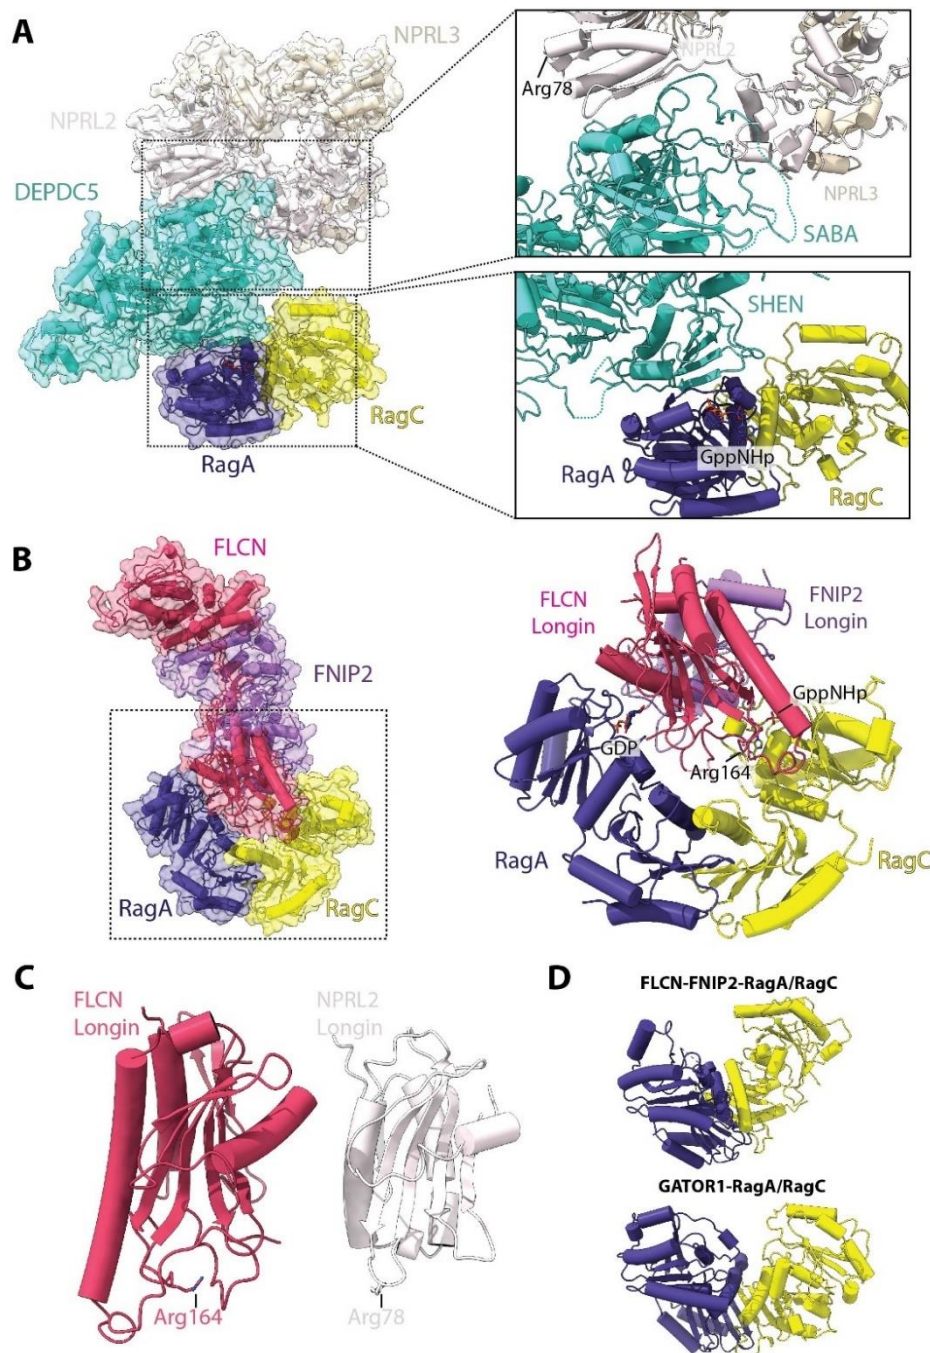 A
NPRL3
NPRL2
DEPDC5
RagA
RagC
NPRL2
Arg78
NPRL3
SABA
SHEN
GppNHp
RagA
RagC
B
FLCN
FNIP2
RagA
RagC
FLCN
Longin
FNIP2
Longin
GppNHp
GDP
Arg164
RagA
RagC
C
FLCN
Longin
NPRL2
Longin
Arg164
Arg78
D
FLCN-FNIP2-RagA/RagC
GATOR1-RagA/RagC